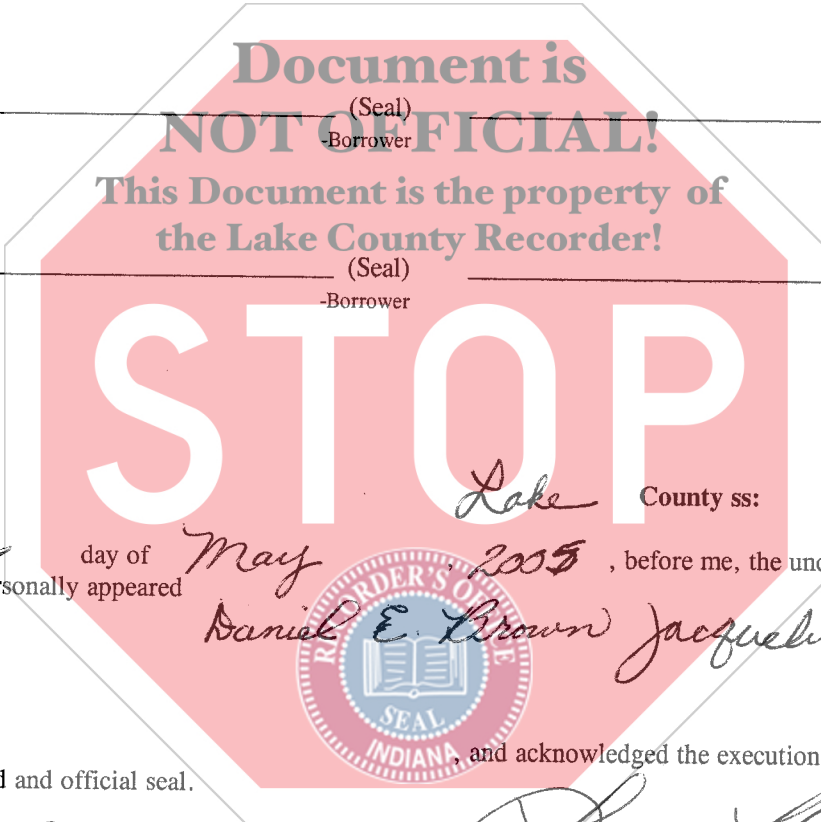 Document is
(Seal)
NOT OFFICIAL!
-Borrower
This Document is the property of
the Lake County Recorder!
(Seal)
-Borrower
STOP
Lake County ss:
day of May , 2005 , before me, the und
sonally appeared
Daniel E. Brown Jacqueli
RECORDER'S OFFICE
SEAL
INDIANA
, and acknowledged the execution
d and official seal.